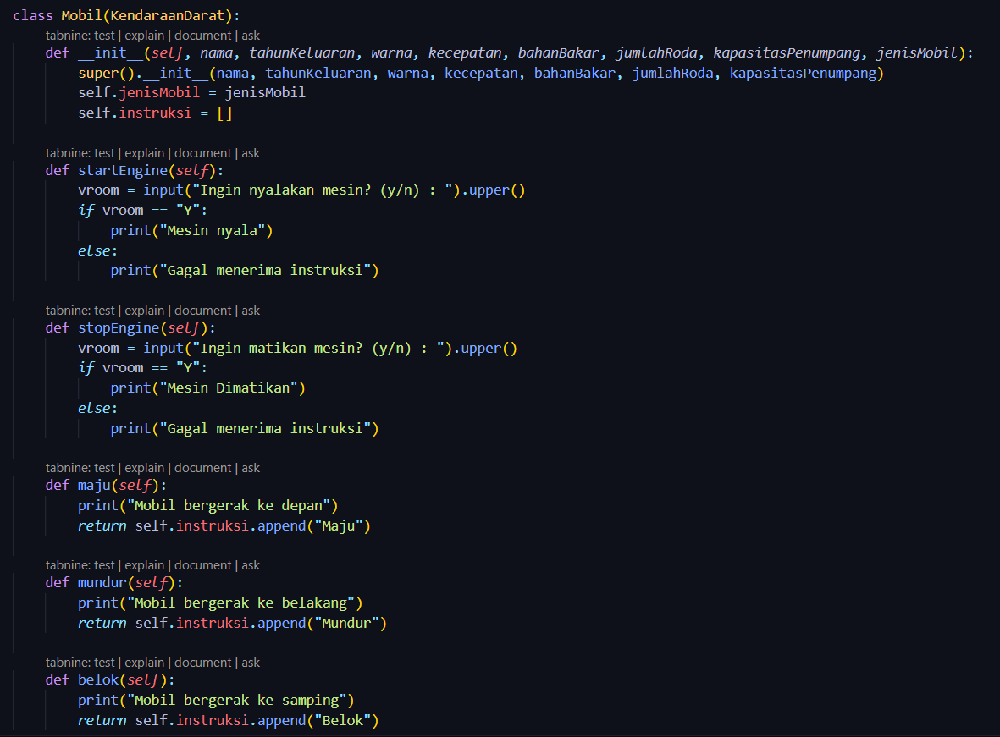 class Mobil(KendaraanDarat):
tabnine: test | explain | document | ask
def __init__(self, nama, tahunKeluaran, warna, kecepatan, bahanBakar, jumlahRoda, kapasitasPenumpang, jenisMobil):
super().__init__(nama, tahunKeluaran, warna, kecepatan, bahanBakar, jumlahRoda, kapasitasPenumpang)
self.jenisMobil = jenisMobil
self.instruksi = []
tabnine: test | explain | document | ask
def startEngine(self):
vroom = input("Ingin nyalakan mesin? (y/n) : ").upper()
if vroom == "Y":
print("Mesin nyala")
else:
print("Gagal menerima instruksi")
tabnine: test | explain | document | ask
def stopEngine(self):
vroom = input("Ingin matikan mesin? (y/n) : ").upper()
if vroom == "Y":
print("Mesin Dimatikan")
else:
print("Gagal menerima instruksi")
tabnine: test | explain | document | ask
def maju(self):
print("Mobil bergerak ke depan")
return self.instruksi.append("Maju")
tabnine: test | explain | document | ask
def mundur(self):
print("Mobil bergerak ke belakang")
return self.instruksi.append("Mundur")
tabnine: test | explain | document | ask
def belok(self):
print("Mobil bergerak ke samping")
return self.instruksi.append("Belok")